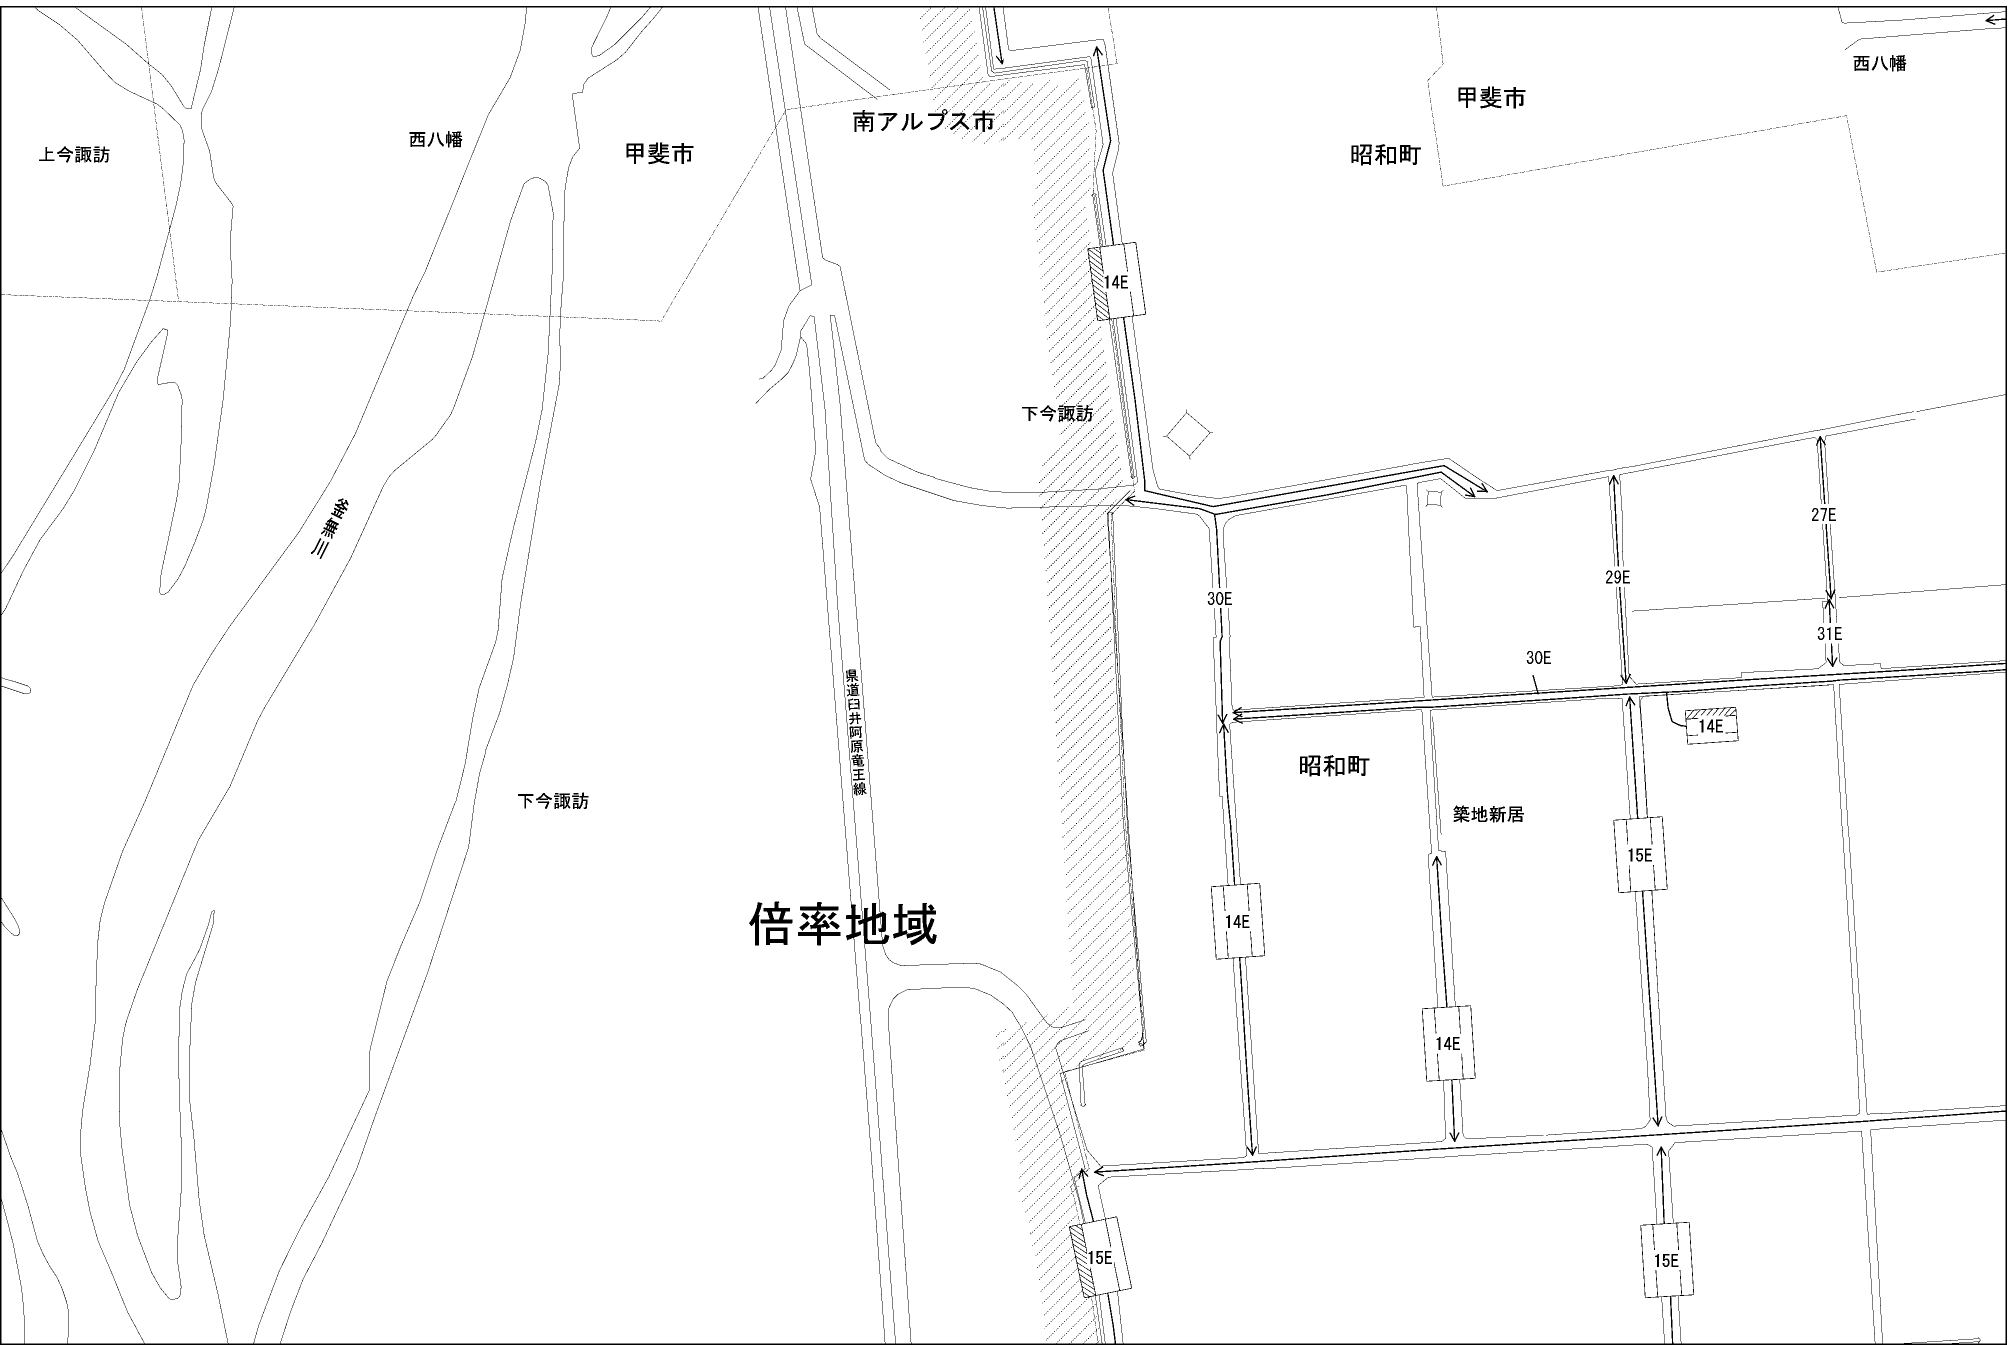 西八幡
甲斐市
南アルプス市
西八幡
甲斐市
上今諏訪
昭和町
14E
下今諏訪
釜無川
27E
29E
30E
31E
30E
県道臼井阿原竜王線
14E
昭和町
下今諏訪
築地新居
15E
倍率地域
14E
14E
15E
15E